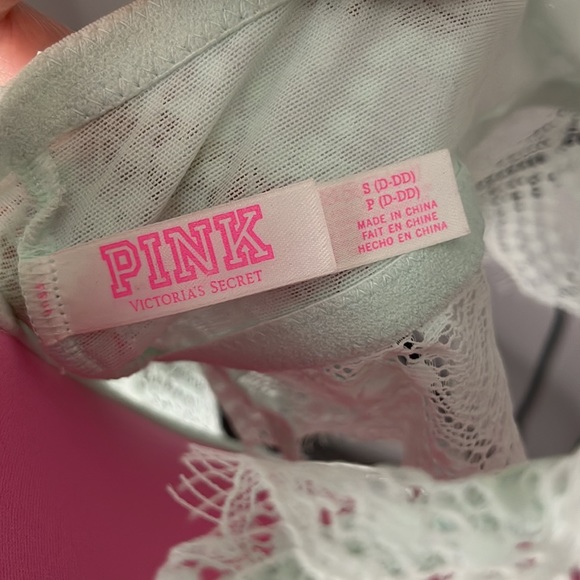 PINK
VICTORIA'S SECRET
S (D-DD)
P (D-DD)
MADE IN CHINA
FAIT EN CHINE
HECHO EN CHINA